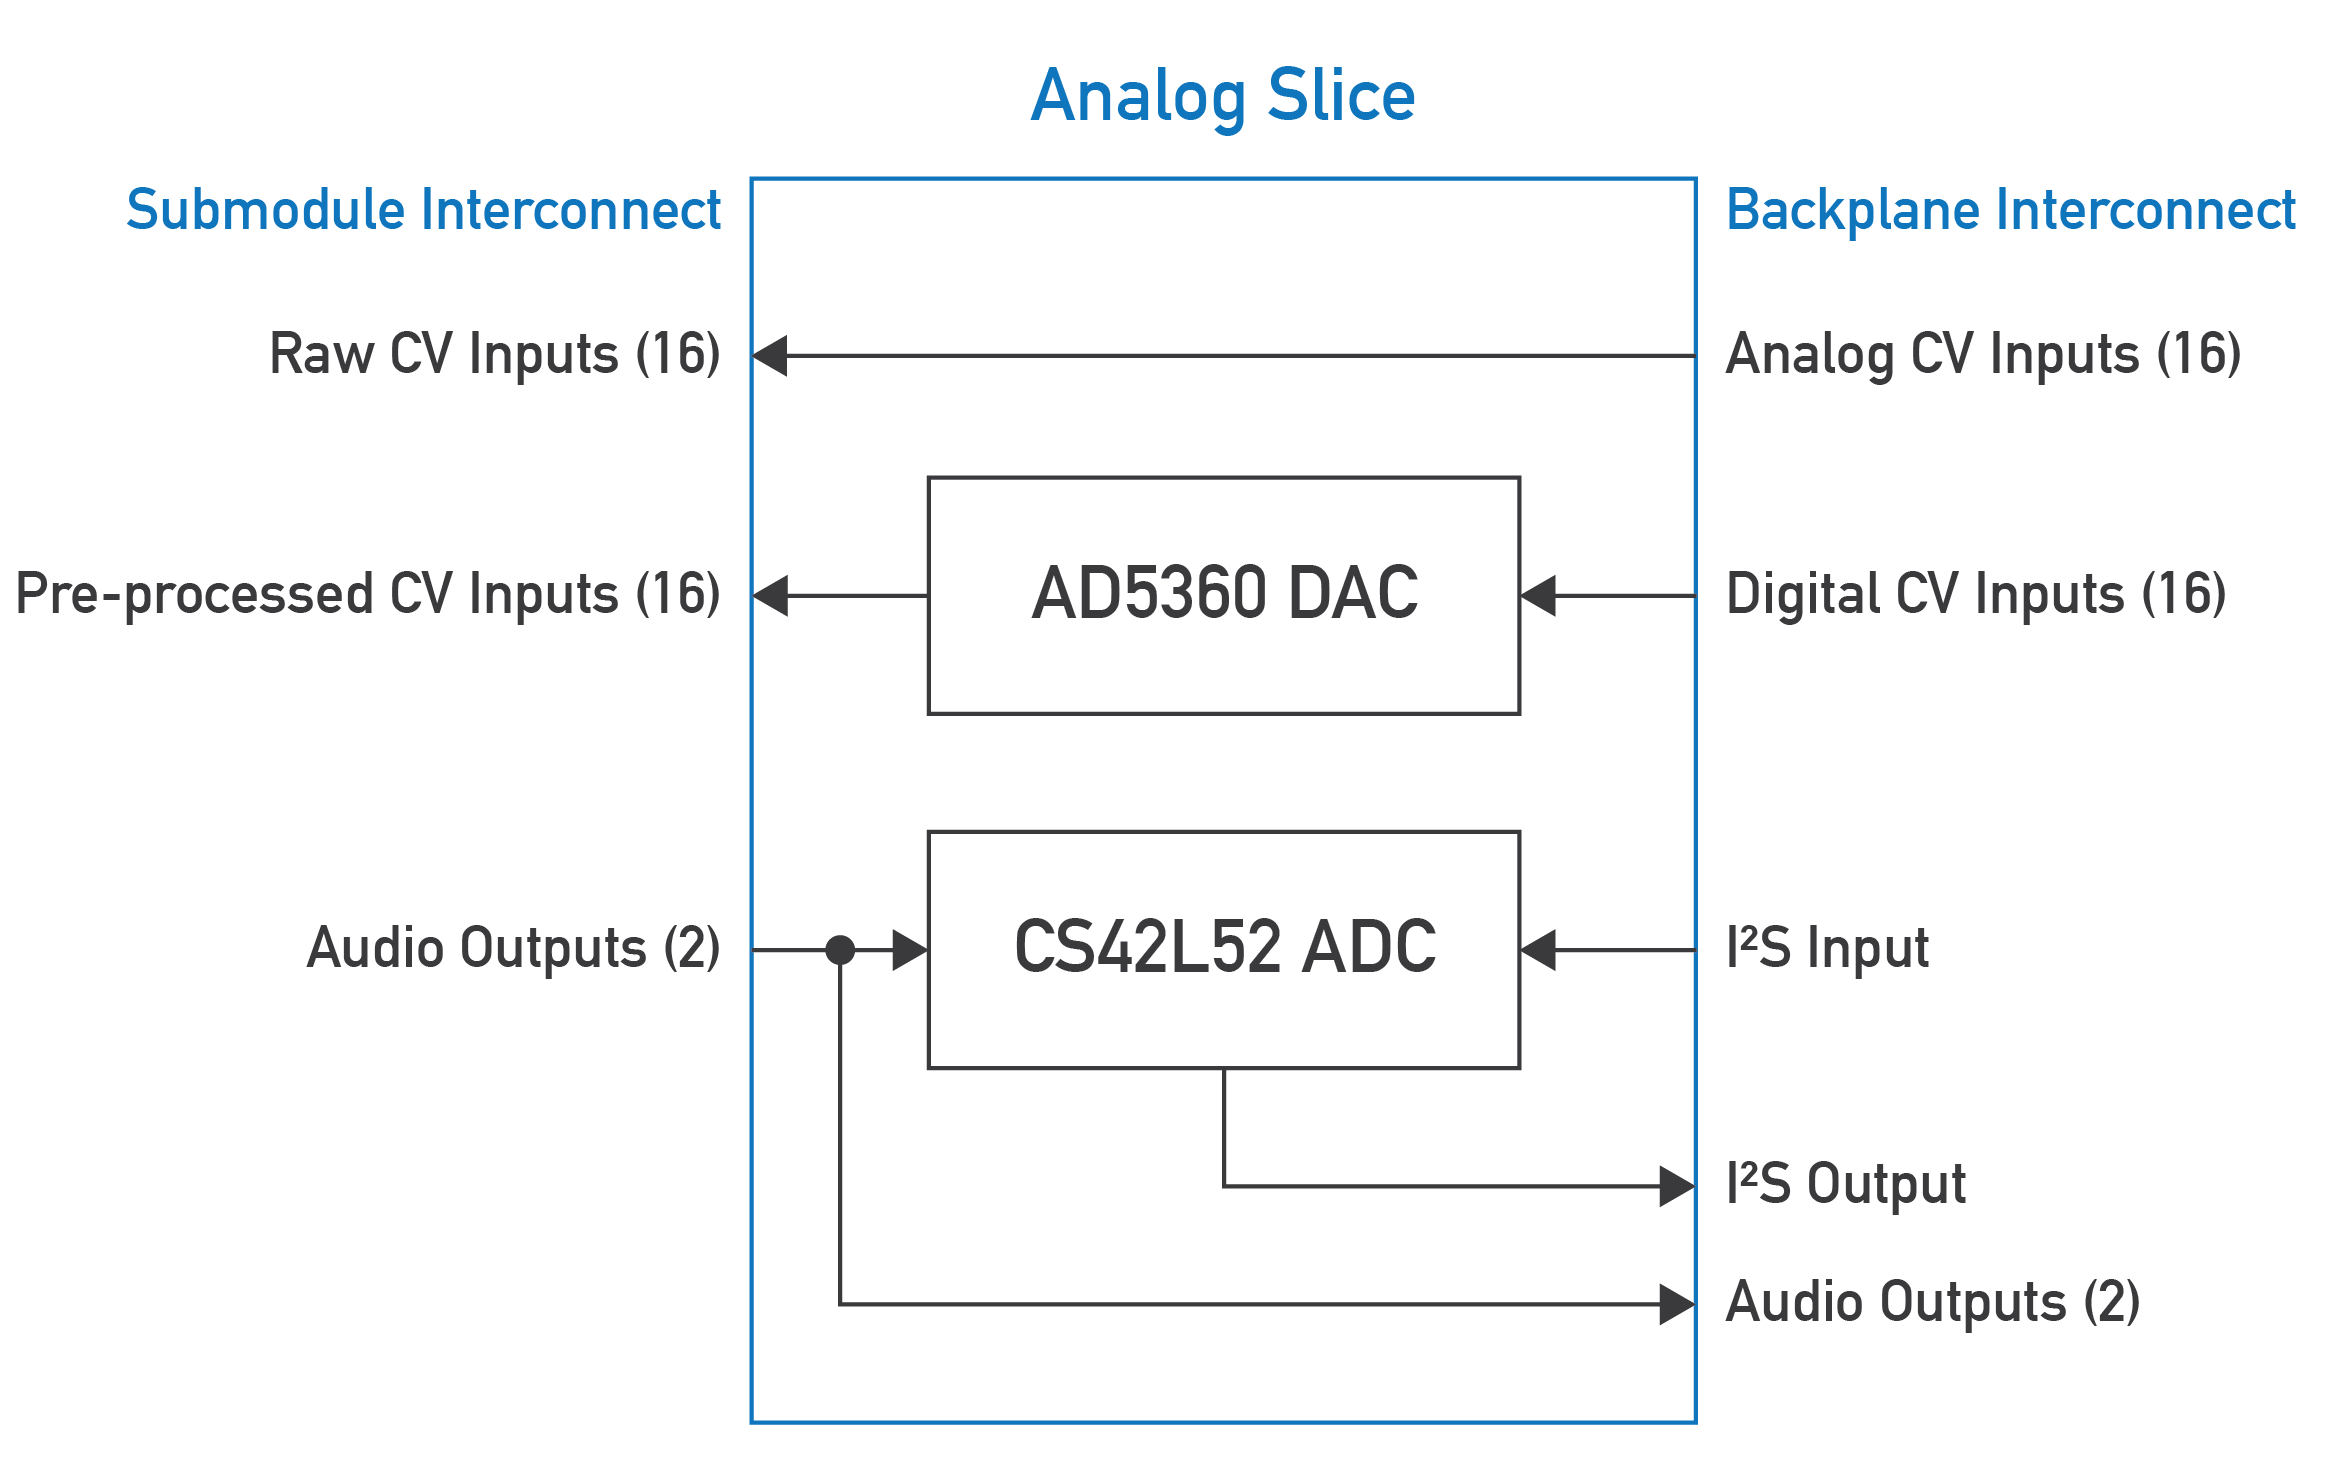 Analog Slice
Submodule Interconnect
Backplane Interconnect
Raw CV Inputs (16)
Analog CV Inputs (16)
Pre-processed CV Inputs (16)
AD5360 DAC
Digital CV Inputs (16)
Audio Outputs (2)
CS42L52 ADC
I²S Input
I²S Output
Audio Outputs (2)